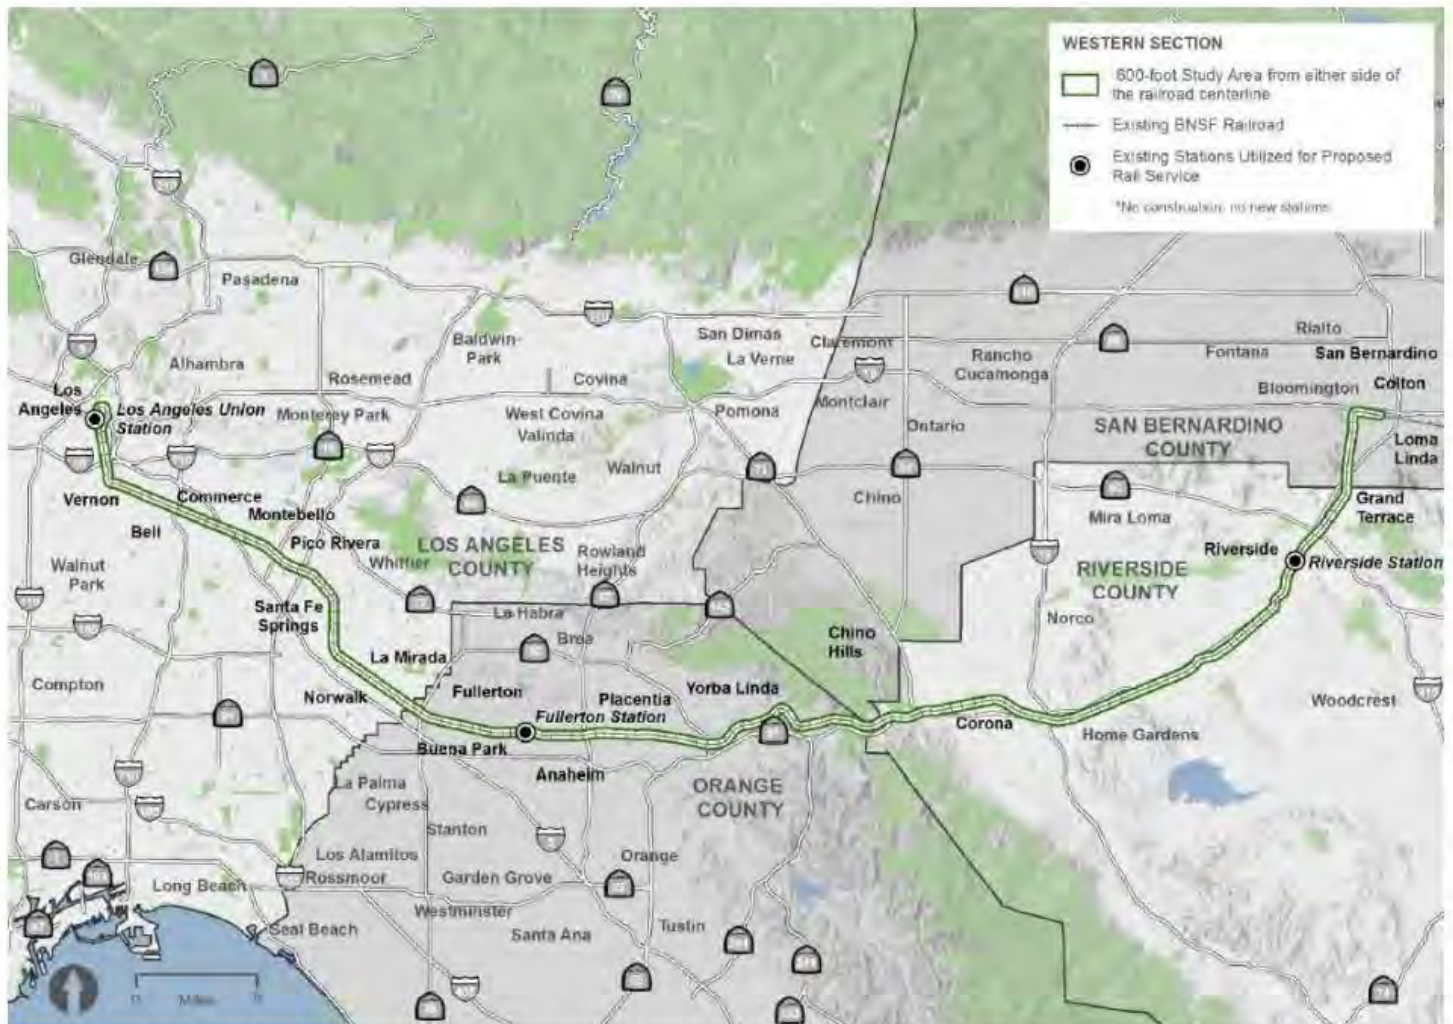 WESTERN SECTION
600-foot Study Area from either side of
the railroad centerline
Existing BNSF Railroad
Existing Stations Utilized for Proposed
Rail Service
*No construction, no new stations
Glendale
Pasadena
San Dimas
La Verne
Claremont
Rancho
Cucamonga
Rialto
Fontana
San Bernardino
Baldwin
Park
Alhambra
Rosemead
Covina
Bloomington
Colton
Los
Angeles
Los Angeles Union
Station
Monterey Park
West Covina
Valinda
Pomona
Montclair
Ontario
SAN BERNARDINO
COUNTY
Loma
Linda
La Puente
Walnut
Chino
Mira Loma
Grand
Terrace
Vernon
Commerce
Montebello
Bell
Pico Rivera
Whittier
LOS ANGELES
COUNTY
Rowland
Heights
Riverside
Riverside Station
RIVERSIDE
COUNTY
Walnut
Park
Santa Fe
Springs
La Habra
Brea
Chino
Hills
Norco
Compton
La Mirada
Norwalk
Fullerton
Placentia
Yorba Linda
Fullerton Station
Woodcrest
Buena Park
Corona
Home Gardens
Anaheim
ORANGE
COUNTY
La Palma
Cypress
Carson
Stanton
Los Alamitos
Rossmoor
Garden Grove
Orange
Long Beach
Westminster
Seal Beach
Santa Ana
Tustin
Miles